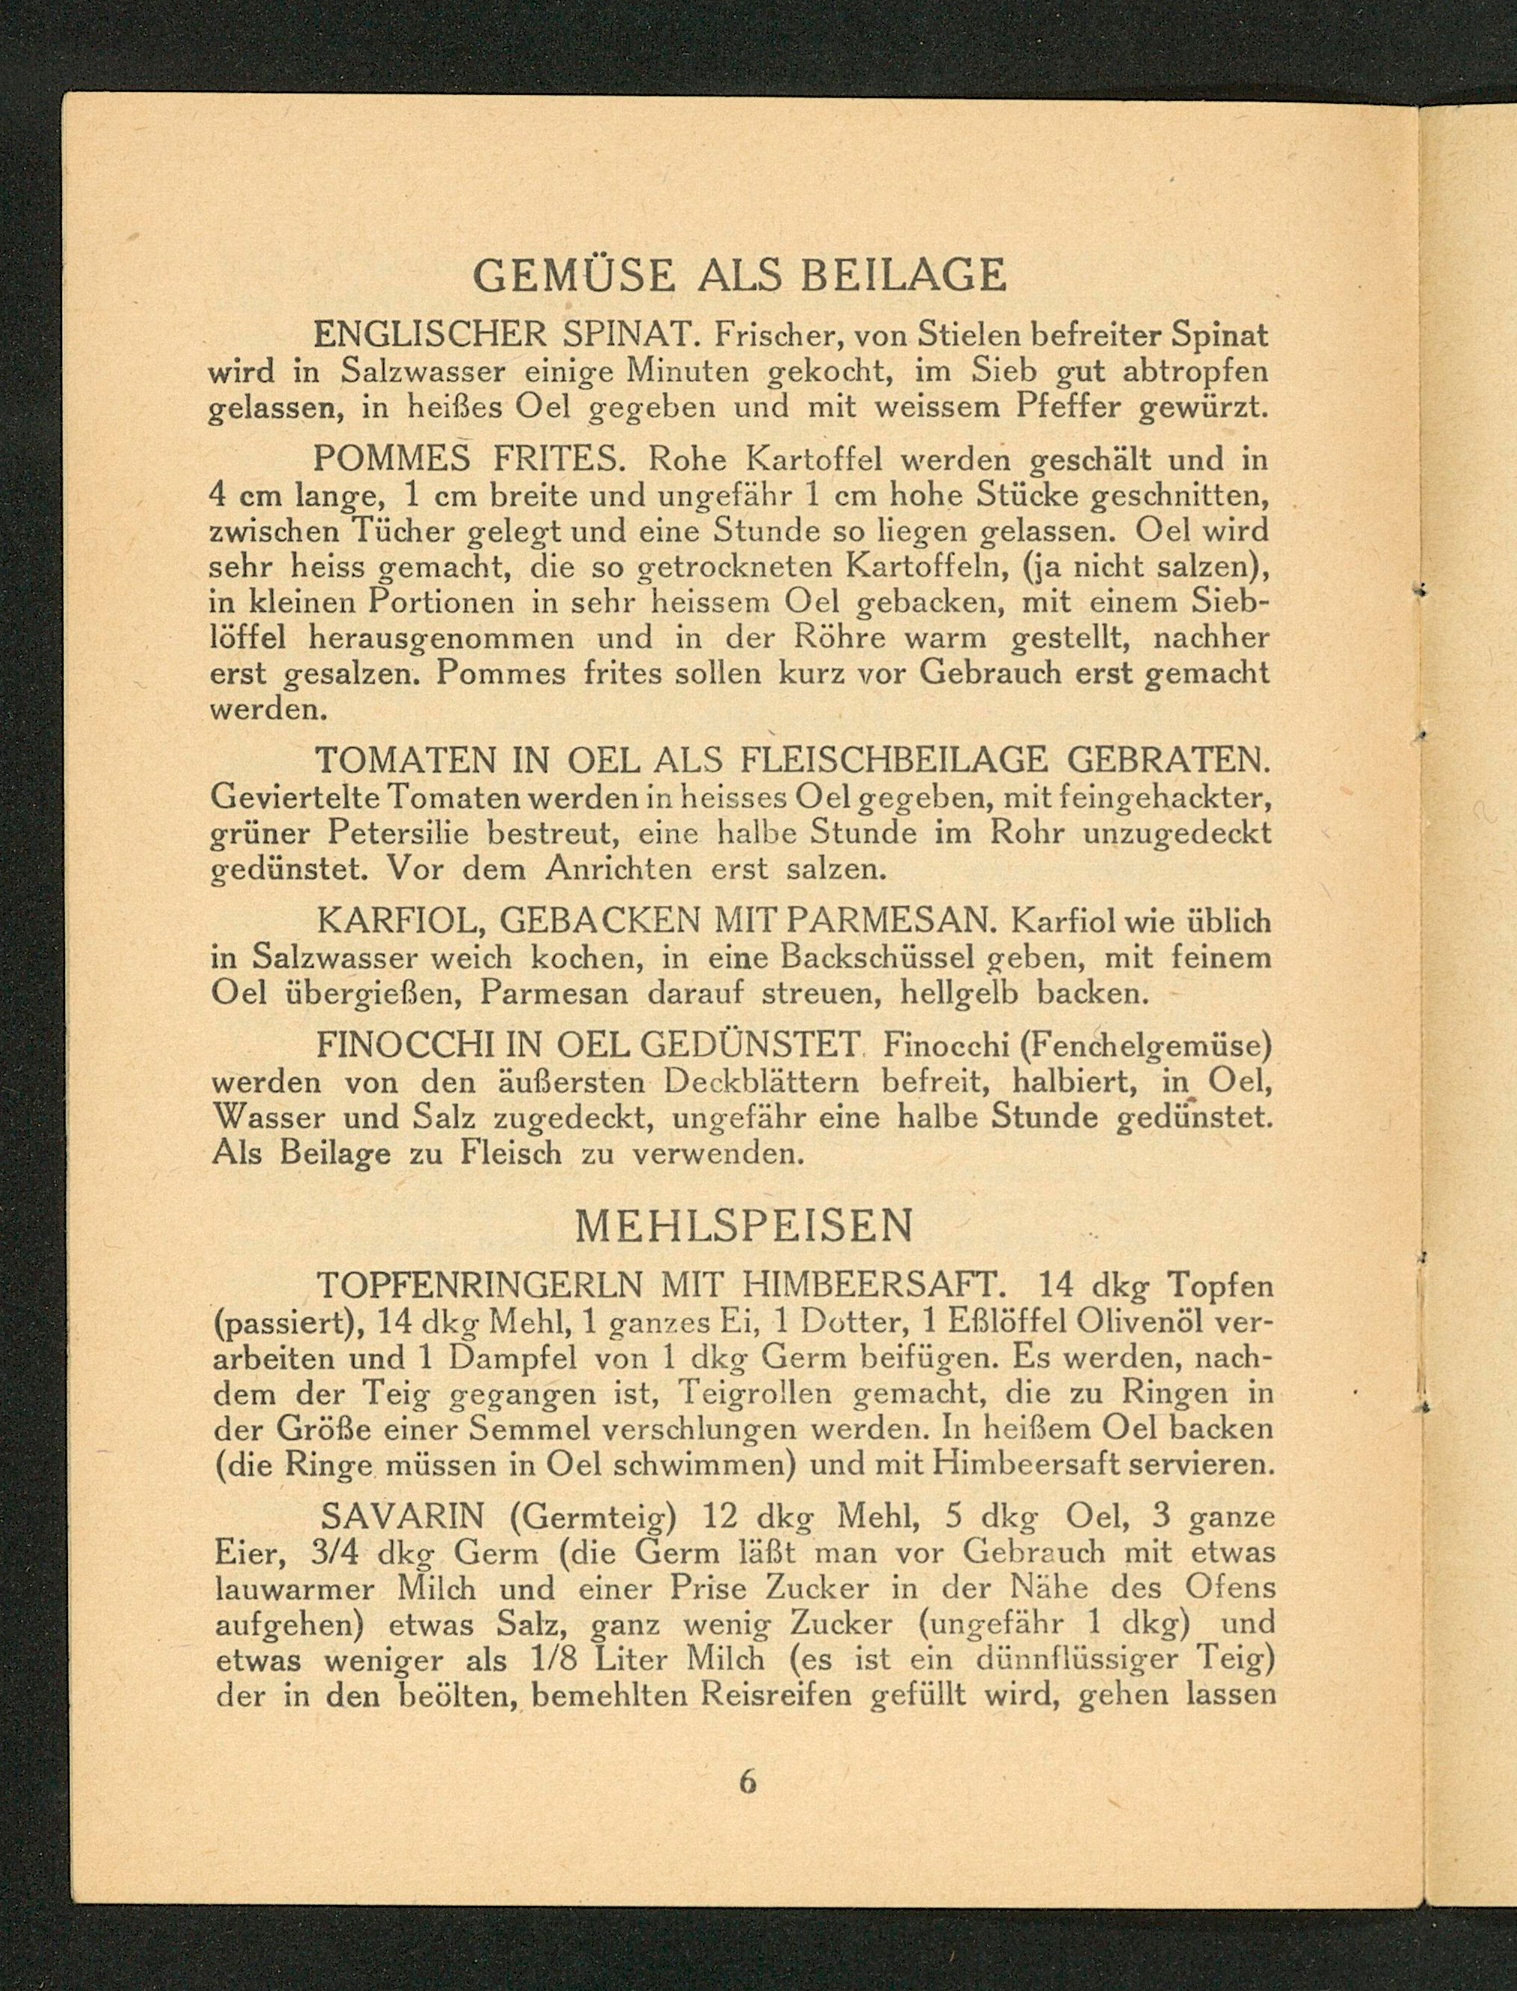 GEMÜSE ALS BEILAGE
ENGLISCHER SPINAT. Frischer, von Stielen befreiter Spinat
wird in Salzwasser einige Minuten gekocht, im Sieb gut abtropfen
gelassen, in heißes Oel gegeben und mit weissem Pfeffer gewürzt.
POMMES FRITES. Rohe Kartoffel werden geschält und in
4 cm lange, 1 cm breite und ungefähr 1 cm hohe Stücke geschnitten,
zwischen Tücher gelegt und eine Stunde so liegen gelassen. Oel wird
sehr heiss gemacht, die so getrockneten Kartoffeln, (ja nicht salzen),
in kleinen Portionen in sehr heissem Oel gebacken, mit einem Sieb-
löffel herausgenommen und in der Röhre warm gestellt, nachher
erst gesalzen. Pommes frites sollen kurz vor Gebrauch erst gemacht
werden.
TOMATEN IN OEL ALS FLEISCHBEILAGE GEBRATEN.
Geviertelte Tomaten werden in heisses Oel gegeben, mit feingehackter,
grüner Petersilie bestreut, eine halbe Stunde im Rohr unzugedeckt
gedünstet. Vor dem Anrichten erst salzen.
KARFIOL, GEBACKEN MIT PARMESAN. Karfiol wie üblich
in Salzwasser weich kochen, in eine Backschüssel geben, mit feinem
Oel übergießen, Parmesan darauf streuen, hellgelb backen.
FINOCCHI IN OEL GEDÜNSTET. Finocchi (Fenchelgemüse)
werden von den äußersten Deckblättern befreit, halbiert, in Oel,
Wasser und Salz zugedeckt, ungefähr eine halbe Stunde gedünstet.
Als Beilage zu Fleisch zu verwenden.
MEHLSPEISEN
TOPFENRINGERLN MIT HIMBEERSAFT. 14 dkg Topfen
(passiert), 14 dkg Mehl, 1 ganzes Ei, 1 Dotter, 1 Eßlöffel Olivenöl ver-
arbeiten und 1 Dampfel von 1 dkg Germ beifügen. Es werden, nach-
dem der Teig gegangen ist, Teigrollen gemacht, die zu Ringen in
der Größe einer Semmel verschlungen werden. In heißem Oel backen
(die Ringe müssen in Oel schwimmen) und mit Himbeersaft servieren.
SAVARIN (Germteig) 12 dkg Mehl, 5 dkg Oel, 3 ganze
Eier, 3/4 dkg Germ (die Germ läßt man vor Gebrauch mit etwas
lauwarmer Milch und einer Prise Zucker in der Nähe des Ofens
aufgehen) etwas Salz, ganz wenig Zucker (ungefähr 1 dkg) und
etwas weniger als 1/8 Liter Milch (es ist ein dünnflüssiger Teig)
der in den beölten, bemehlten Reisreifen gefüllt wird, gehen lassen
6